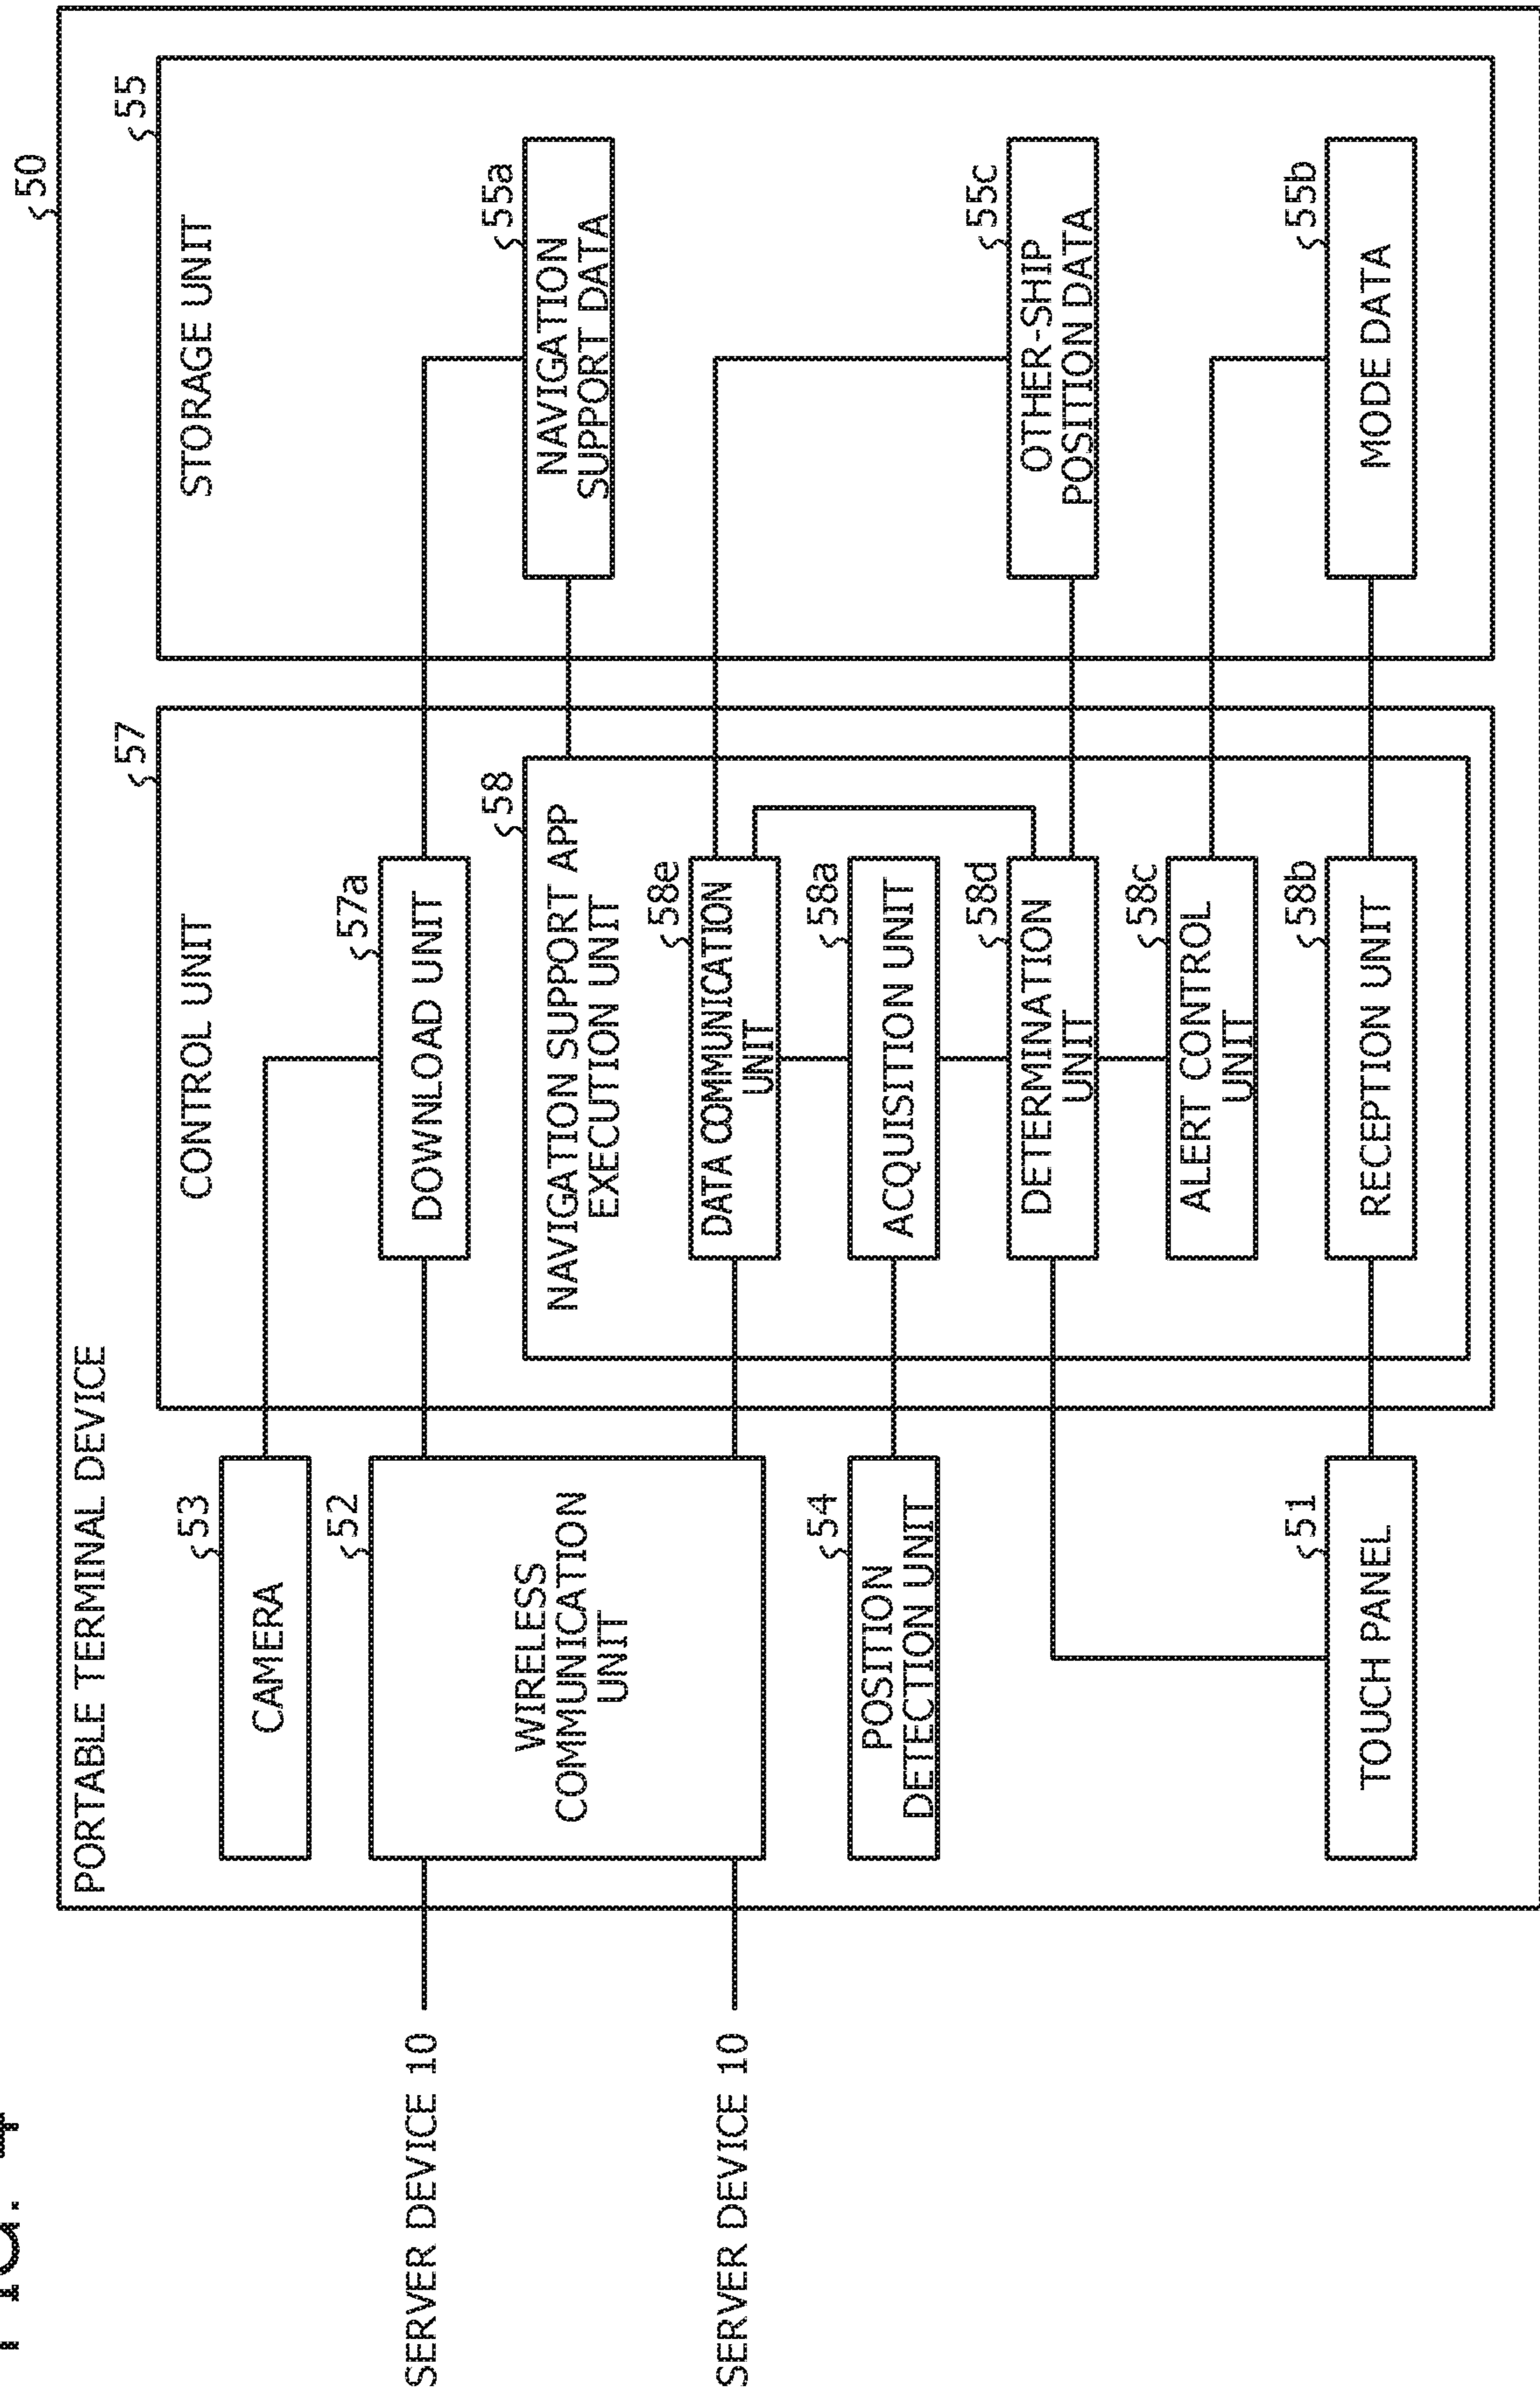 FIG. 4
50
PORTABLE TERMINAL DEVICE
53
CAMERA
52
WIRELESS
COMMUNICATION
UNIT
54
POSITION
DETECTION UNIT
51
TOUCH PANEL
SERVER DEVICE 10
SERVER DEVICE 10
57
CONTROL UNIT
57a
DOWNLOAD UNIT
58
NAVIGATION SUPPORT APP
EXECUTION UNIT
58e
DATA COMMUNICATION
UNIT
58a
ACQUISITION UNIT
58d
DETERMINATION
UNIT
58c
ALERT CONTROL
UNIT
58b
RECEPTION UNIT
55
STORAGE UNIT
55a
NAVIGATION
SUPPORT DATA
55c
OTHER-SHIP
POSITION DATA
55b
MODE DATA